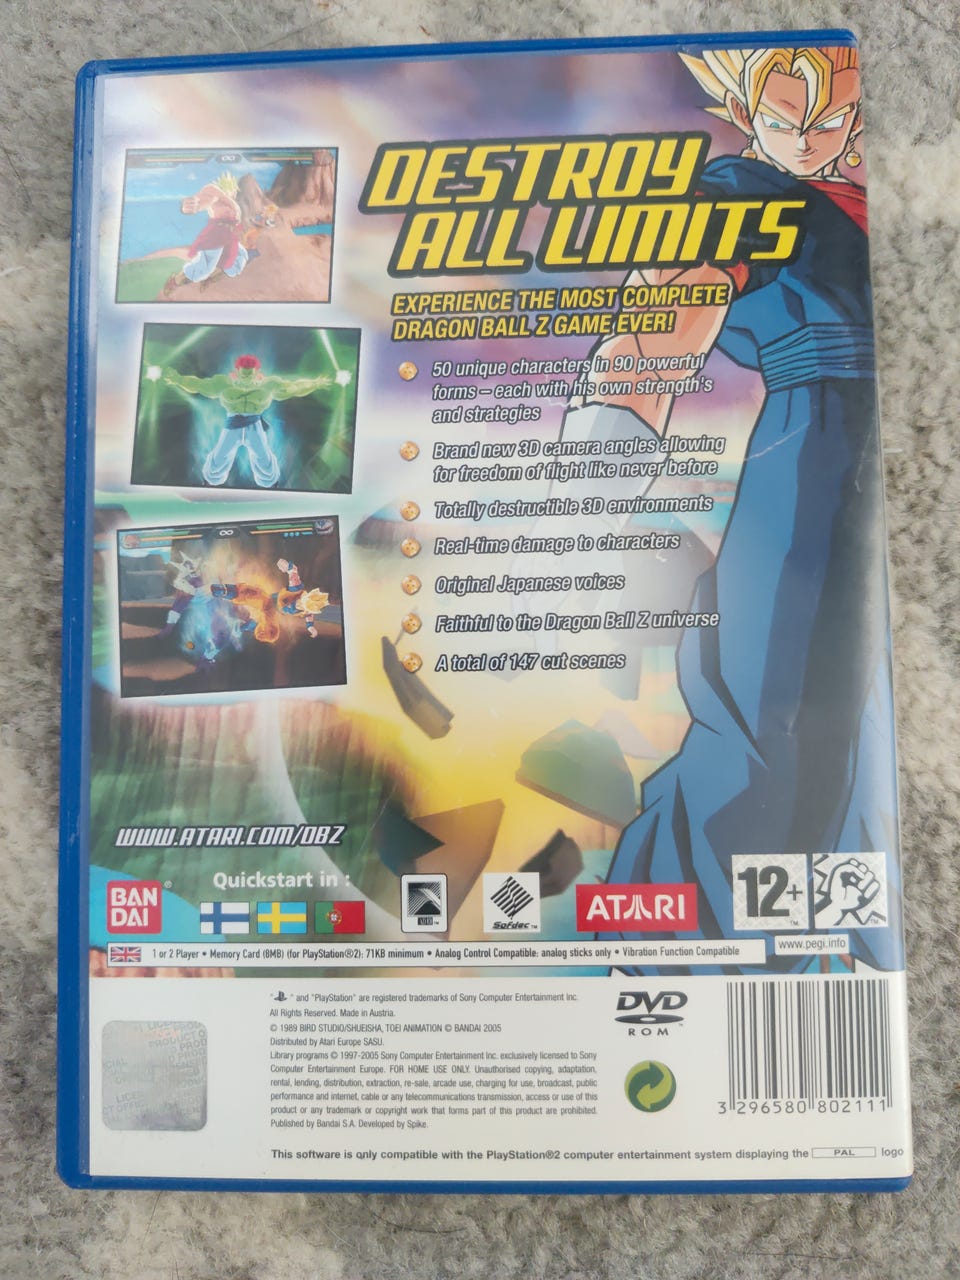 DESTROY
ALL LIMITS
EXPERIENCE THE MOST COMPLETE
DRAGON BALL Z GAME EVER!
50 unique characters in 90 powerful
forms – each with his own strength's
and strategies
Brand new 3D camera angles allowing
for freedom of flight like never before
Totally destructible 3D environments
Real-time damage to characters
Original Japanese voices
Faithful to the Dragon Ball Z universe
A total of 147 cut scenes
WWW.ATARI.COM/DBZ
BAN
DAI
®
Quickstart in :
Sofdec™
ATARI
12+
™
www.pegi.info
1 or 2 Player • Memory Card (8MB) (for PlayStation®2): 71KB minimum • Analog Control Compatible: analog sticks only • Vibration Function Compatible
" " and "PlayStation" are registered trademarks of Sony Computer Entertainment Inc.
All Rights Reserved. Made in Austria.
© 1989 BIRD STUDIO/SHUEISHA, TOEI ANIMATION © BANDAI 2005
Distributed by Atari Europe SASU.
Library programs © 1997-2005 Sony Computer Entertainment Inc. exclusively licensed to Sony
Computer Entertainment Europe. FOR HOME USE ONLY. Unauthorised copying, adaptation,
rental, lending, distribution, extraction, re-sale, arcade use, charging for use, broadcast, public
performance and internet, cable or any telecommunications transmission, access or use of this
product or any trademark or copyright work that forms part of this product are prohibited.
Published by Bandai S.A. Developed by Spike.
DVD
ROM
3 296580 802111
This software is only compatible with the PlayStation®2 computer entertainment system displaying the PAL logo